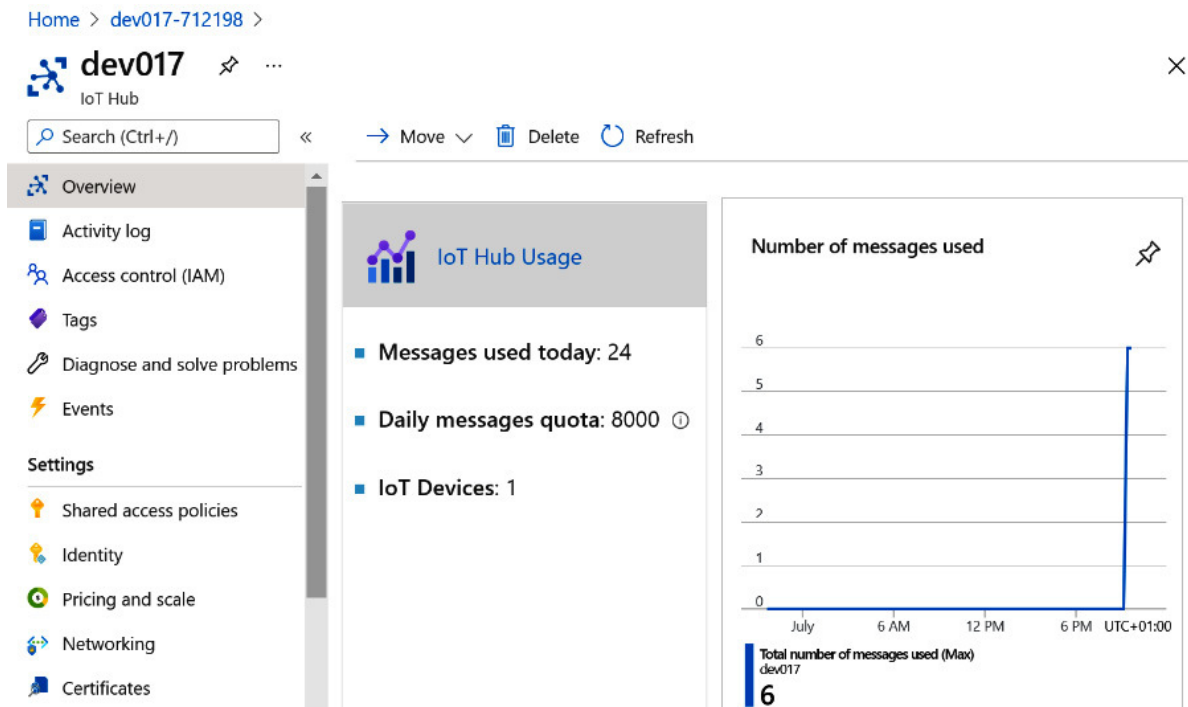 Home > dev017-712198 >
dev017
IoT Hub
Search (Ctrl+/)
«
Move
Delete
Refresh
Overview
Activity log
Access control (IAM)
Tags
Diagnose and solve problems
Events
Settings
Shared access policies
Identity
Pricing and scale
Networking
Certificates
IoT Hub Usage
Messages used today: 24
Daily messages quota: 8000
IoT Devices: 1
Number of messages used
6
5
4
3
2
1
0
July 6 AM 12 PM 6 PM UTC+01:00
Total number of messages used (Max)
dev017
6